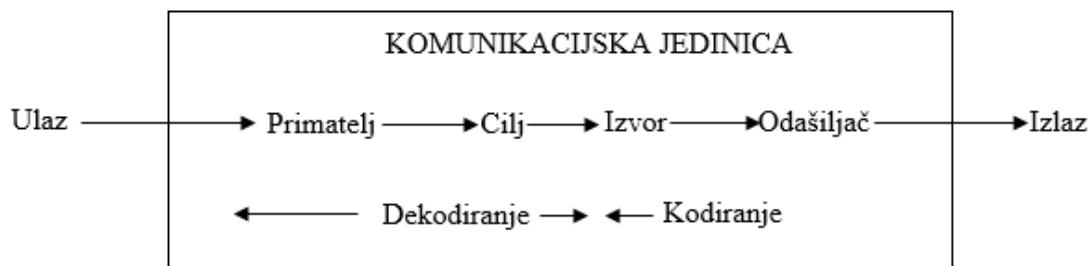 KOMUNIKACIJSKA JEDINICA
Ulaz Primatelj Cilj Izvor Odašiljač Izlaz
Dekodiranje Kodiranje